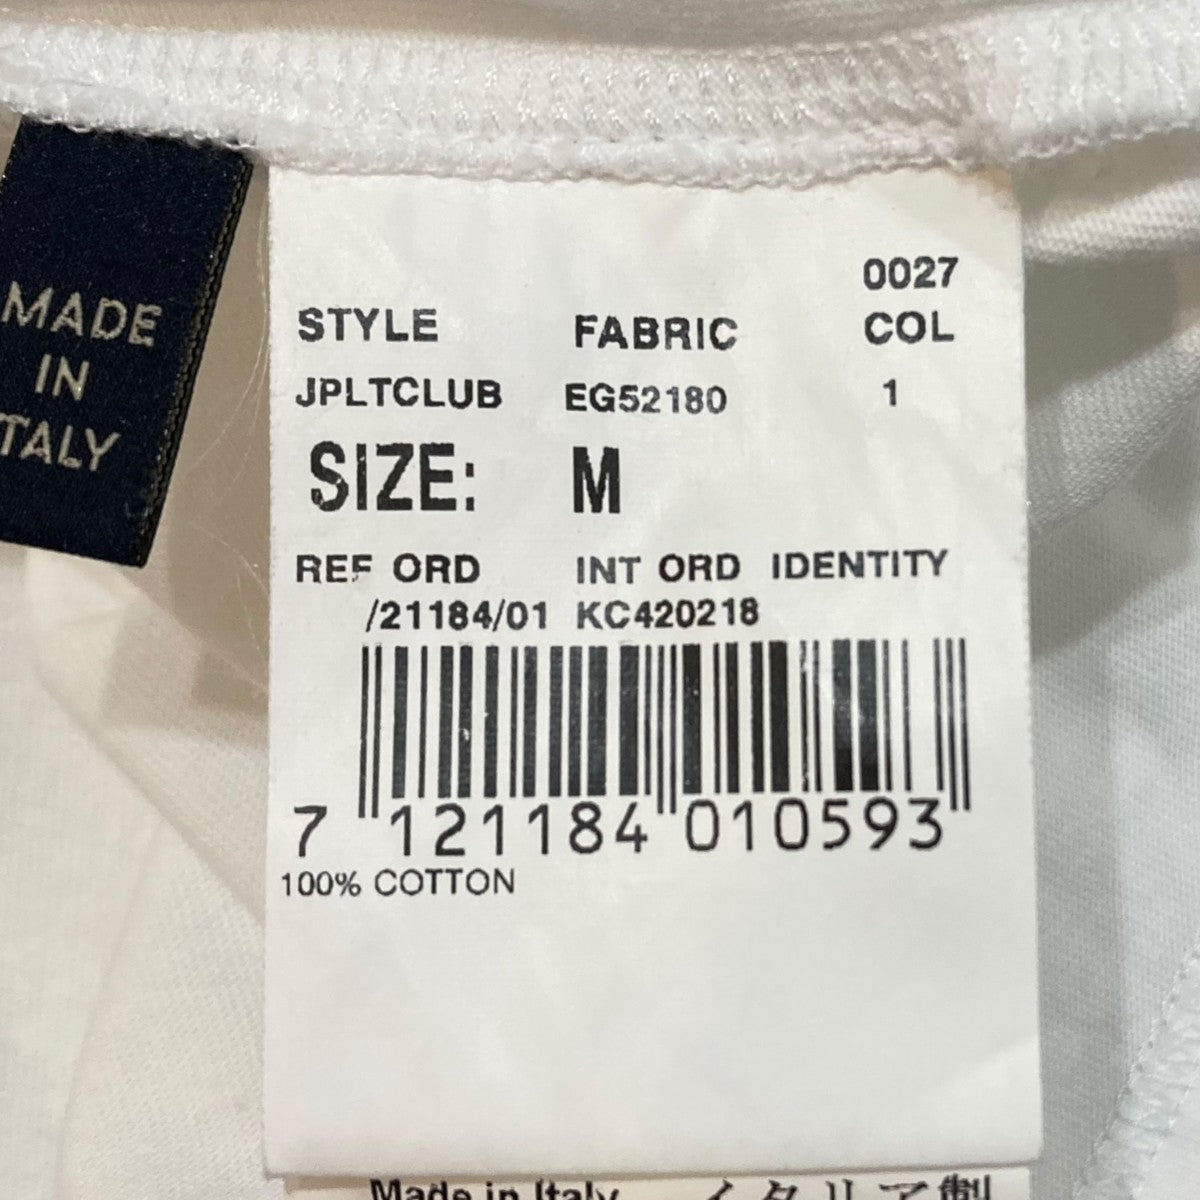 MADE
IN
ITALY
0027
STYLE FABRIC COL
JPLTCLUB EG52180 1
SIZE: M
REF ORD INT ORD IDENTITY
/21184/01 KC420218
7 121184 010593
100% COTTON
Made in Italy イタリア製